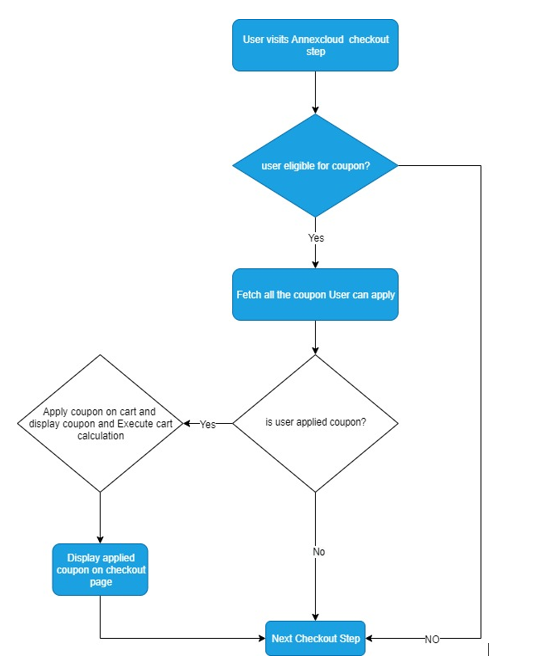 User visits Annexcloud checkout
step
user eligible for coupon?
Yes
Fetch all the coupon User can apply
Apply coupon on cart and
display coupon and Execute cart
calculation
Yes
is user applied coupon?
Display applied
coupon on checkout
page
No
Next Checkout Step
NO